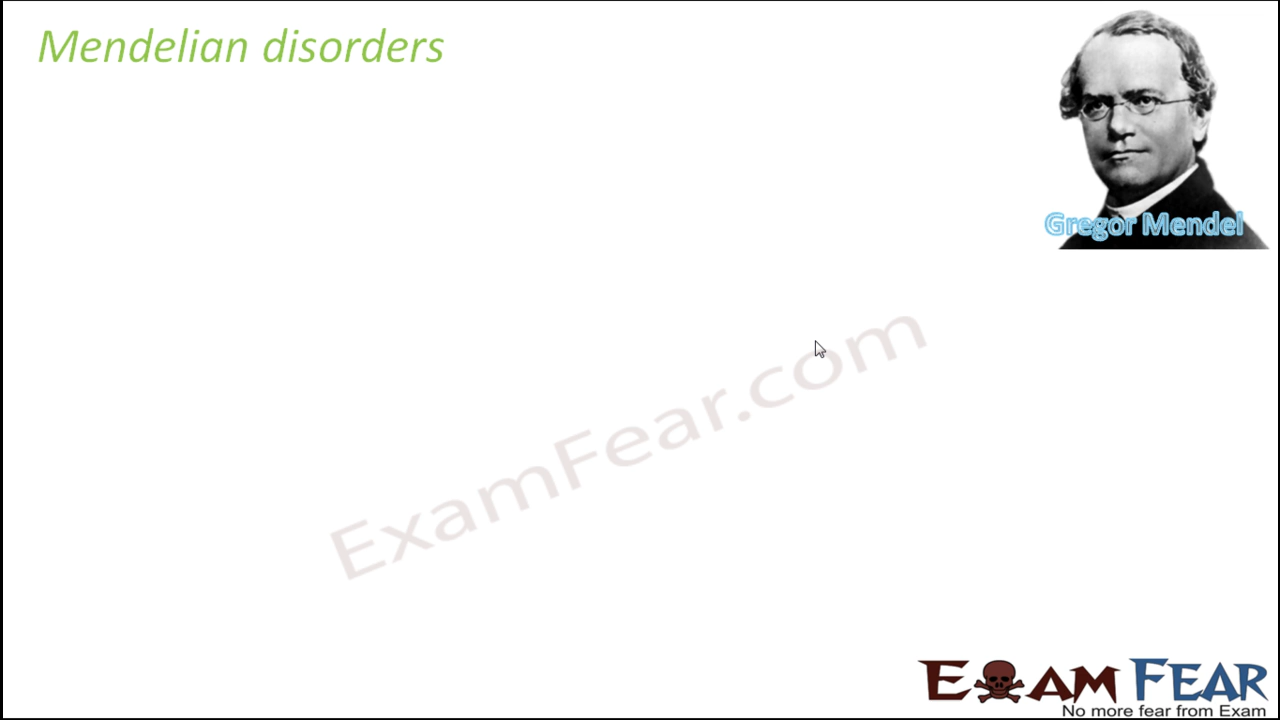 Mendelian disorders
Gregor Mendel
ExamFear.com
EXAM FEAR
No more fear from Exam